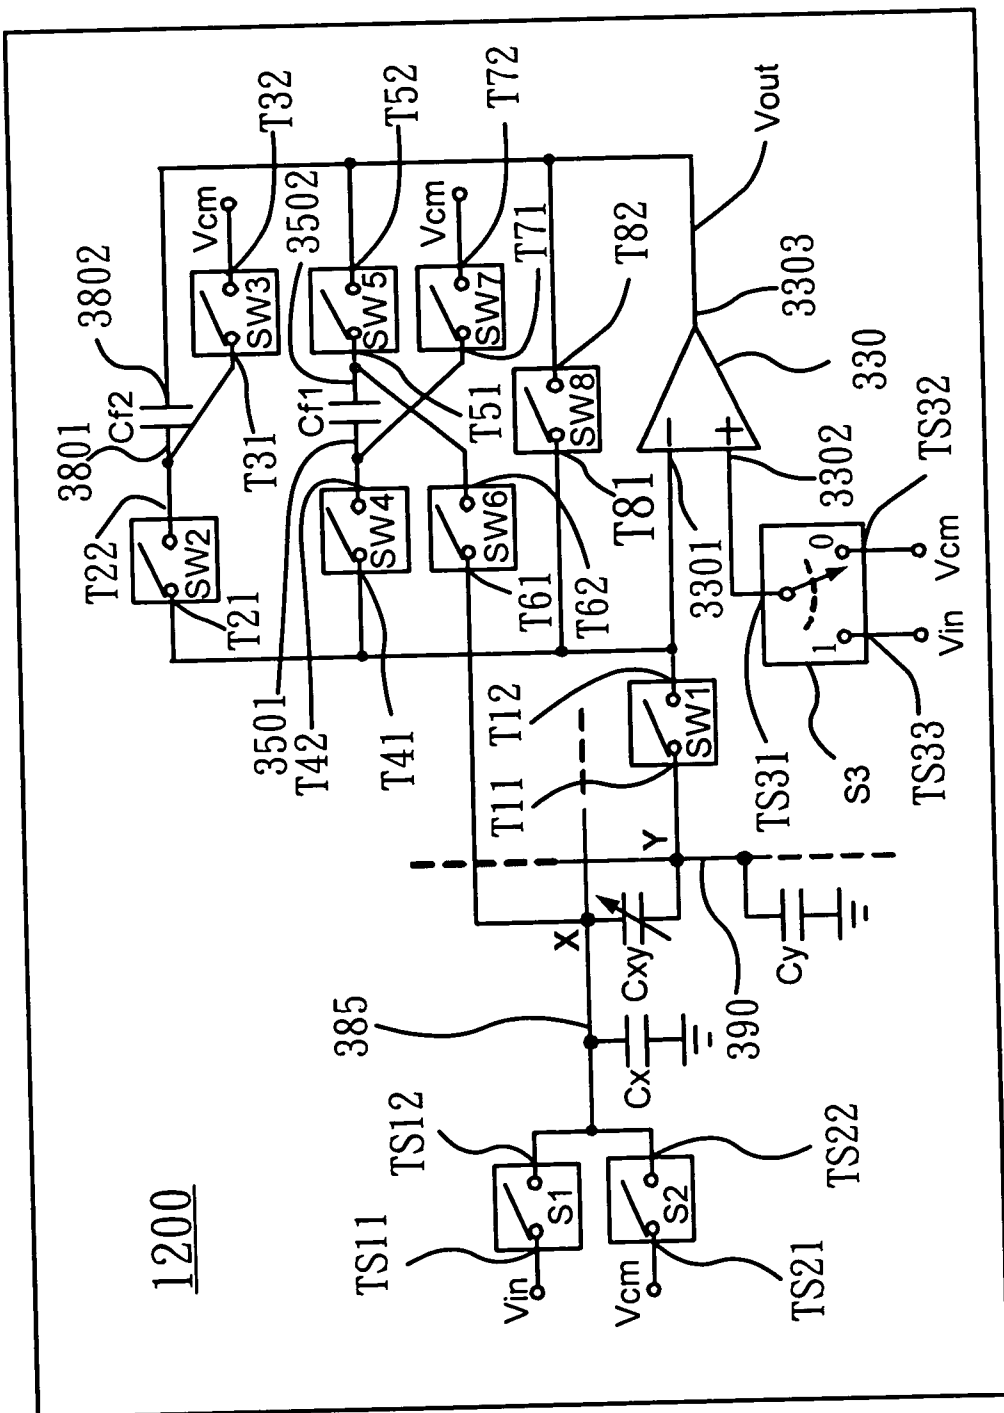 1200
3802
3801
Cf2
T22
SW2
T21
T31
SW3
Vcm
T32
3502
Cf1
SW5
T52
T51
3501
T42
SW4
T41
Vcm
SW7
T72
T71
SW6
T61
T62
SW8
T81
T82
Vout
3303
330
3301
3302
T12
T11
SW1
Y
X
Cxy
385
Cx
390
Cy
TS11
TS12
S1
Vin
Vcm
S2
TS21
TS22
TS31
1
0
S3
TS33
TS32
Vin
Vcm